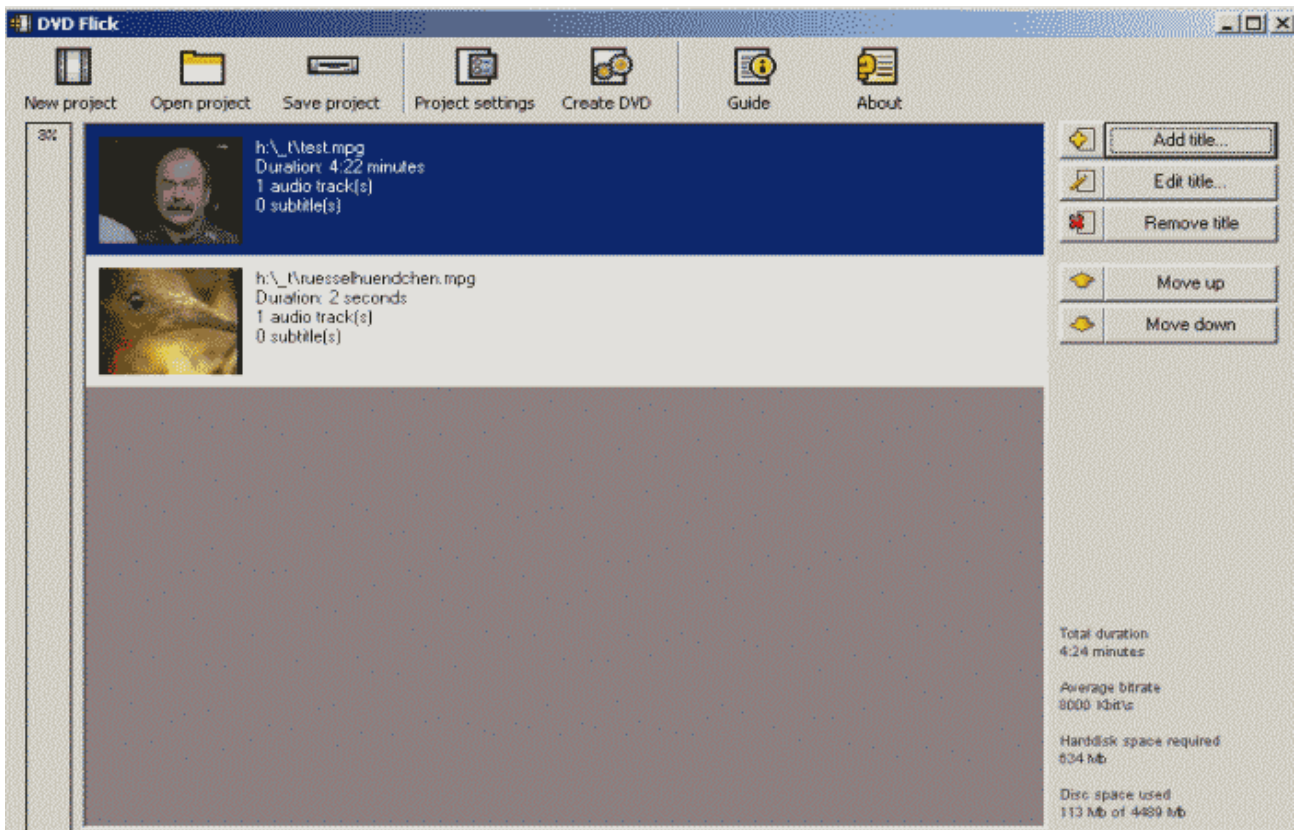 DVD Flick
New project Open project Save project Project settings Create DVD Guide About
3%
h:\_t\test.mpg
Duration: 4:22 minutes
1 audio track(s)
0 subtitle(s)
h:\_t\ruesselhuendchen.mpg
Duration: 2 seconds
1 audio track(s)
0 subtitle(s)
Add title...
Edit title...
Remove title
Move up
Move down
Total duration
4:24 minutes
Average bitrate
8000 Kbit\s
Harddisk space required
634 Mb
Disc space used
113 Mb of 4489 Mb